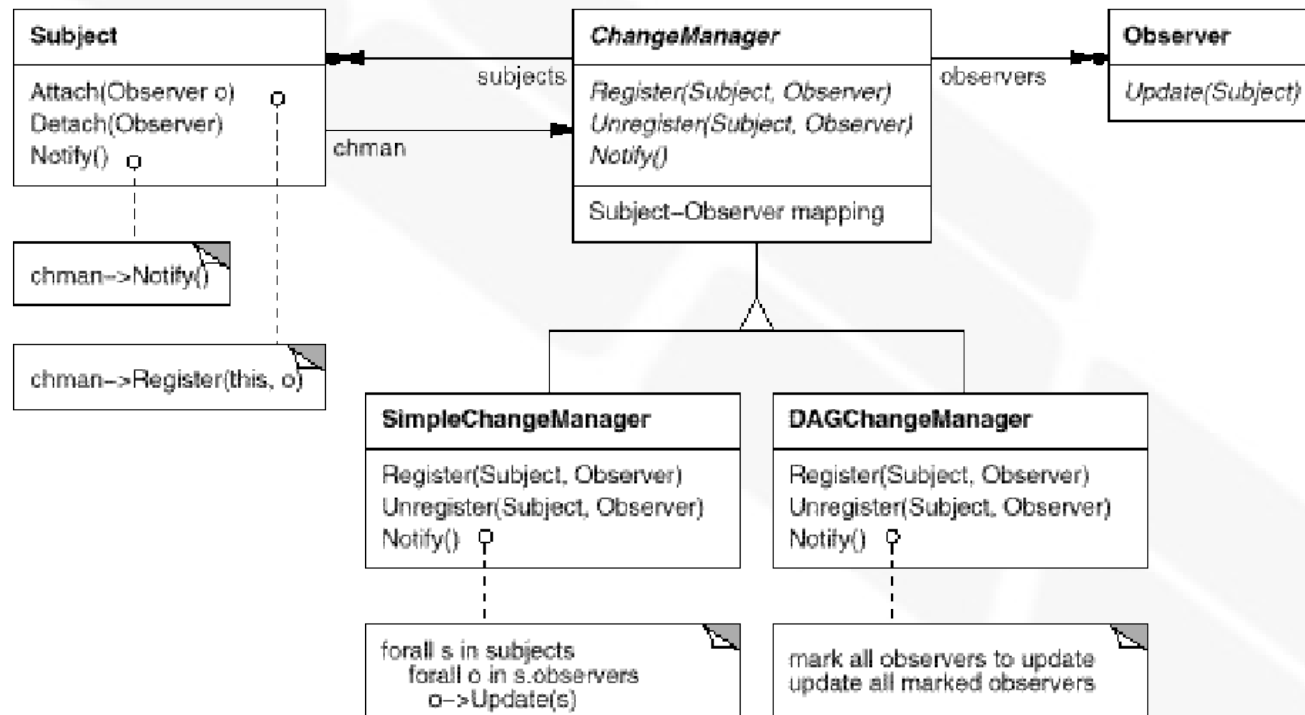 Subject
Attach(Observer o)
Detach(Observer)
Notify()
chman->Notify()
chman->Register(this, o)
subjects
chman
ChangeManager
Register(Subject, Observer)
Unregister(Subject, Observer)
Notify()
Subject-Observer mapping
observers
Observer
Update(Subject)
SimpleChangeManager
Register(Subject, Observer)
Unregister(Subject, Observer)
Notify()
forall s in subjects
forall o in s.observers
o->Update(s)
DAGChangeManager
Register(Subject, Observer)
Unregister(Subject, Observer)
Notify()
mark all observers to update
update all marked observers